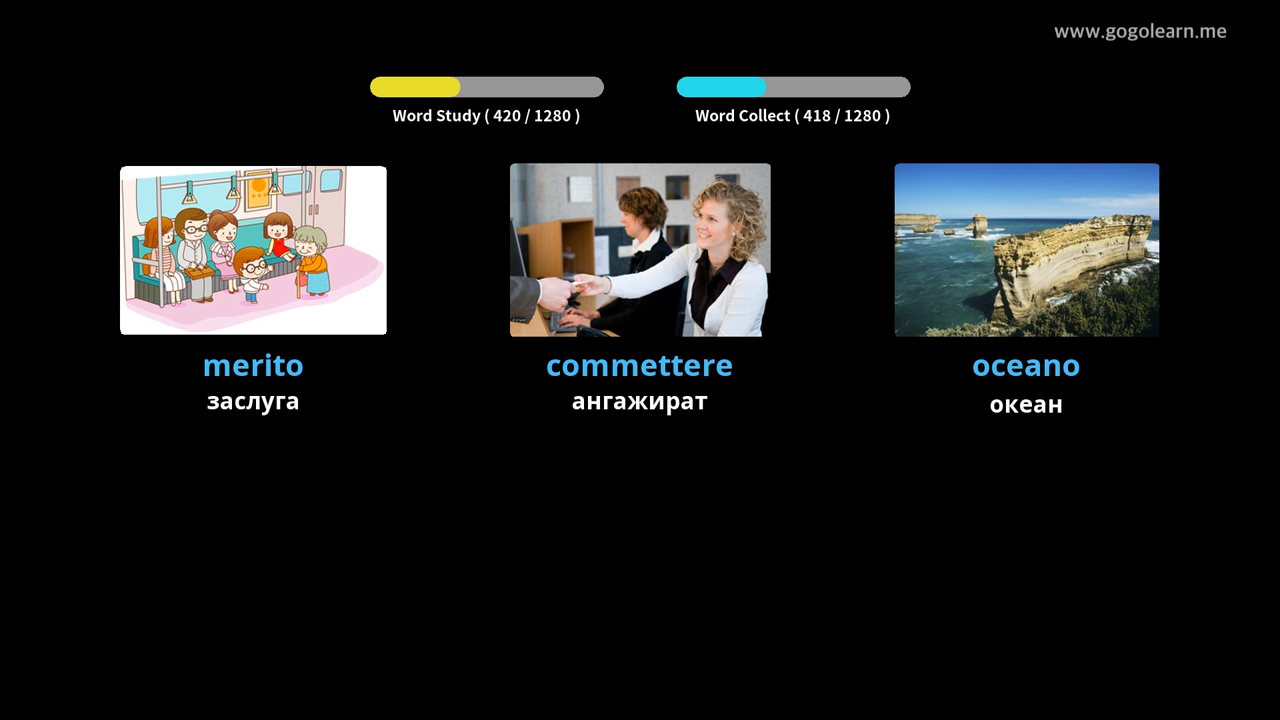 www.gogolearn.me
Word Study ( 420 / 1280 )
Word Collect ( 418 / 1280 )
merito
заслуга
commettere
ангажират
oceano
океан